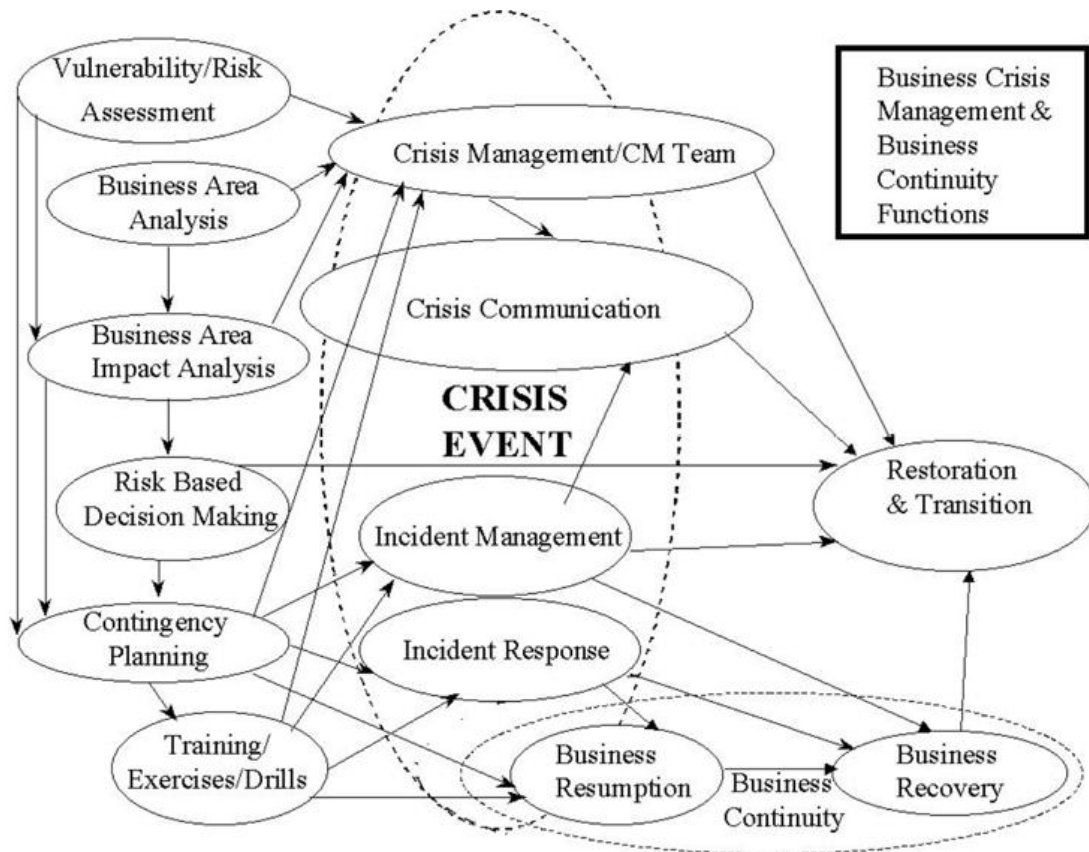 Vulnerability/Risk
Assessment
Business Area
Analysis
Business Area
Impact Analysis
Risk Based
Decision Making
Contingency
Planning
Training/
Exercises/Drills
Crisis Management/CM Team
Crisis Communication
CRISIS
EVENT
Incident Management
Incident Response
Business
Resumption
Business
Continuity
Business
Recovery
Restoration
& Transition
Business Crisis
Management &
Business
Continuity
Functions